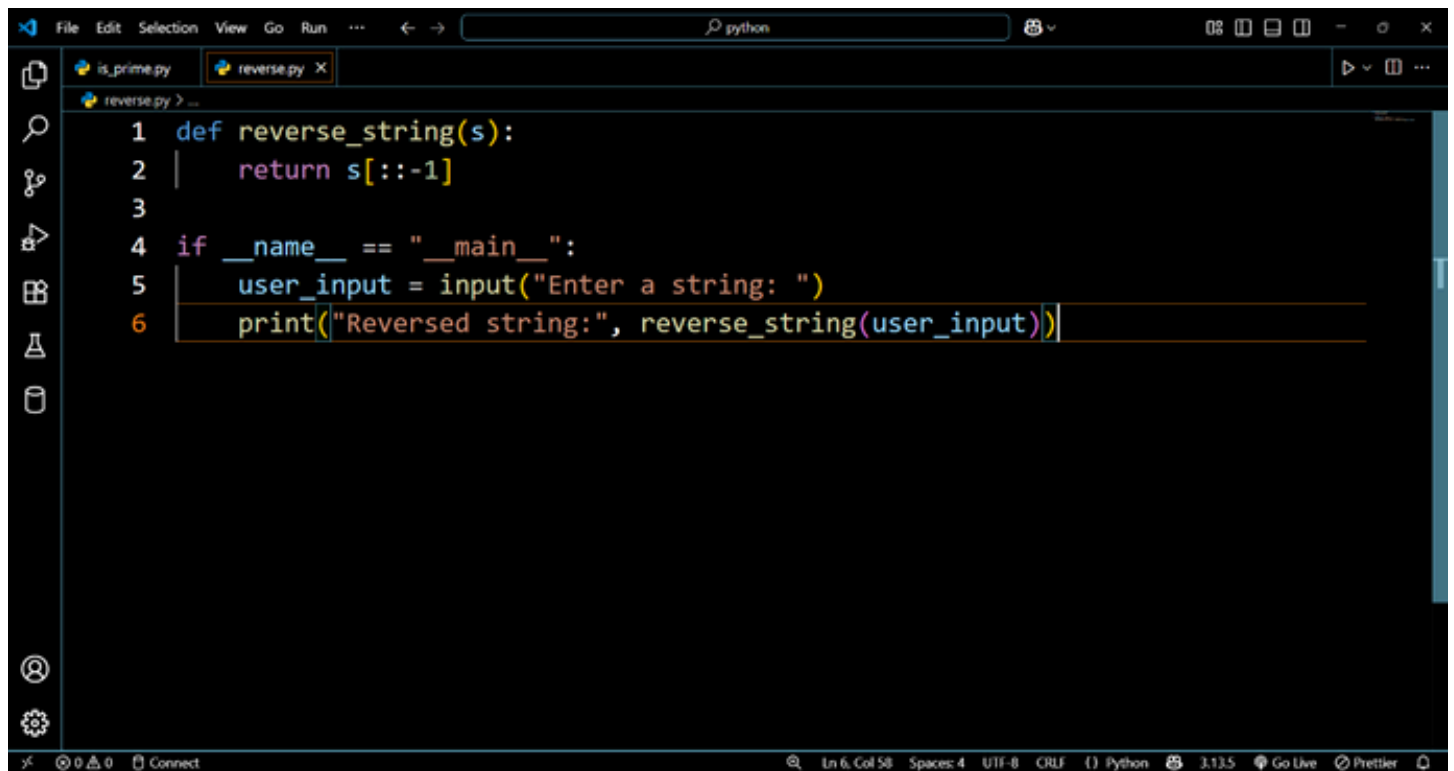 File Edit Selection View Go Run ··· ← → python
is_prime.py reverse.py ×
reverse.py > ...
1 def reverse_string(s):
2     return s[::-1]
3
4 if __name__ == "__main__":
5     user_input = input("Enter a string: ")
6     print("Reversed string:", reverse_string(user_input))
0 0 Connect Ln 6, Col 58 Spaces: 4 UTF-8 CRLF {} Python 3.13.5 Go Live Prettier